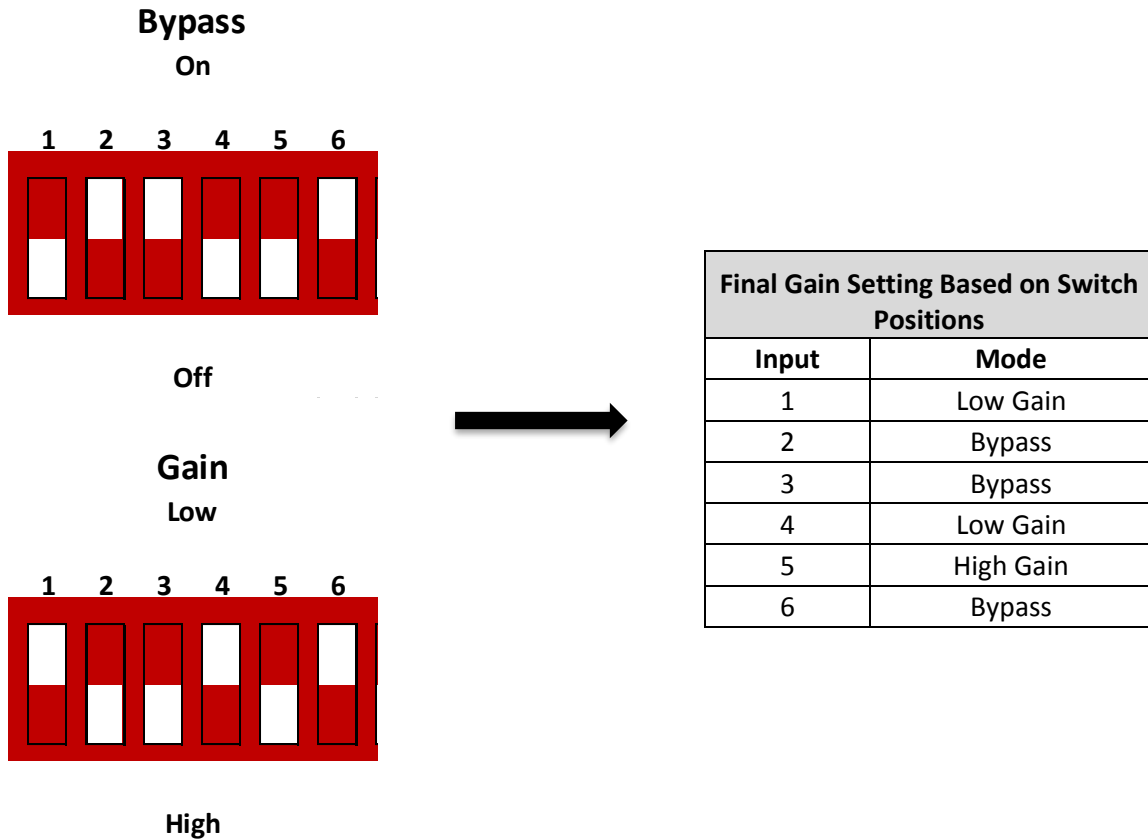 Bypass
On
1 2 3 4 5 6
Off
Gain
Low
1 2 3 4 5 6
High
Final Gain Setting Based on Switch
Positions
Input Mode
1 Low Gain
2 Bypass
3 Bypass
4 Low Gain
5 High Gain
6 Bypass